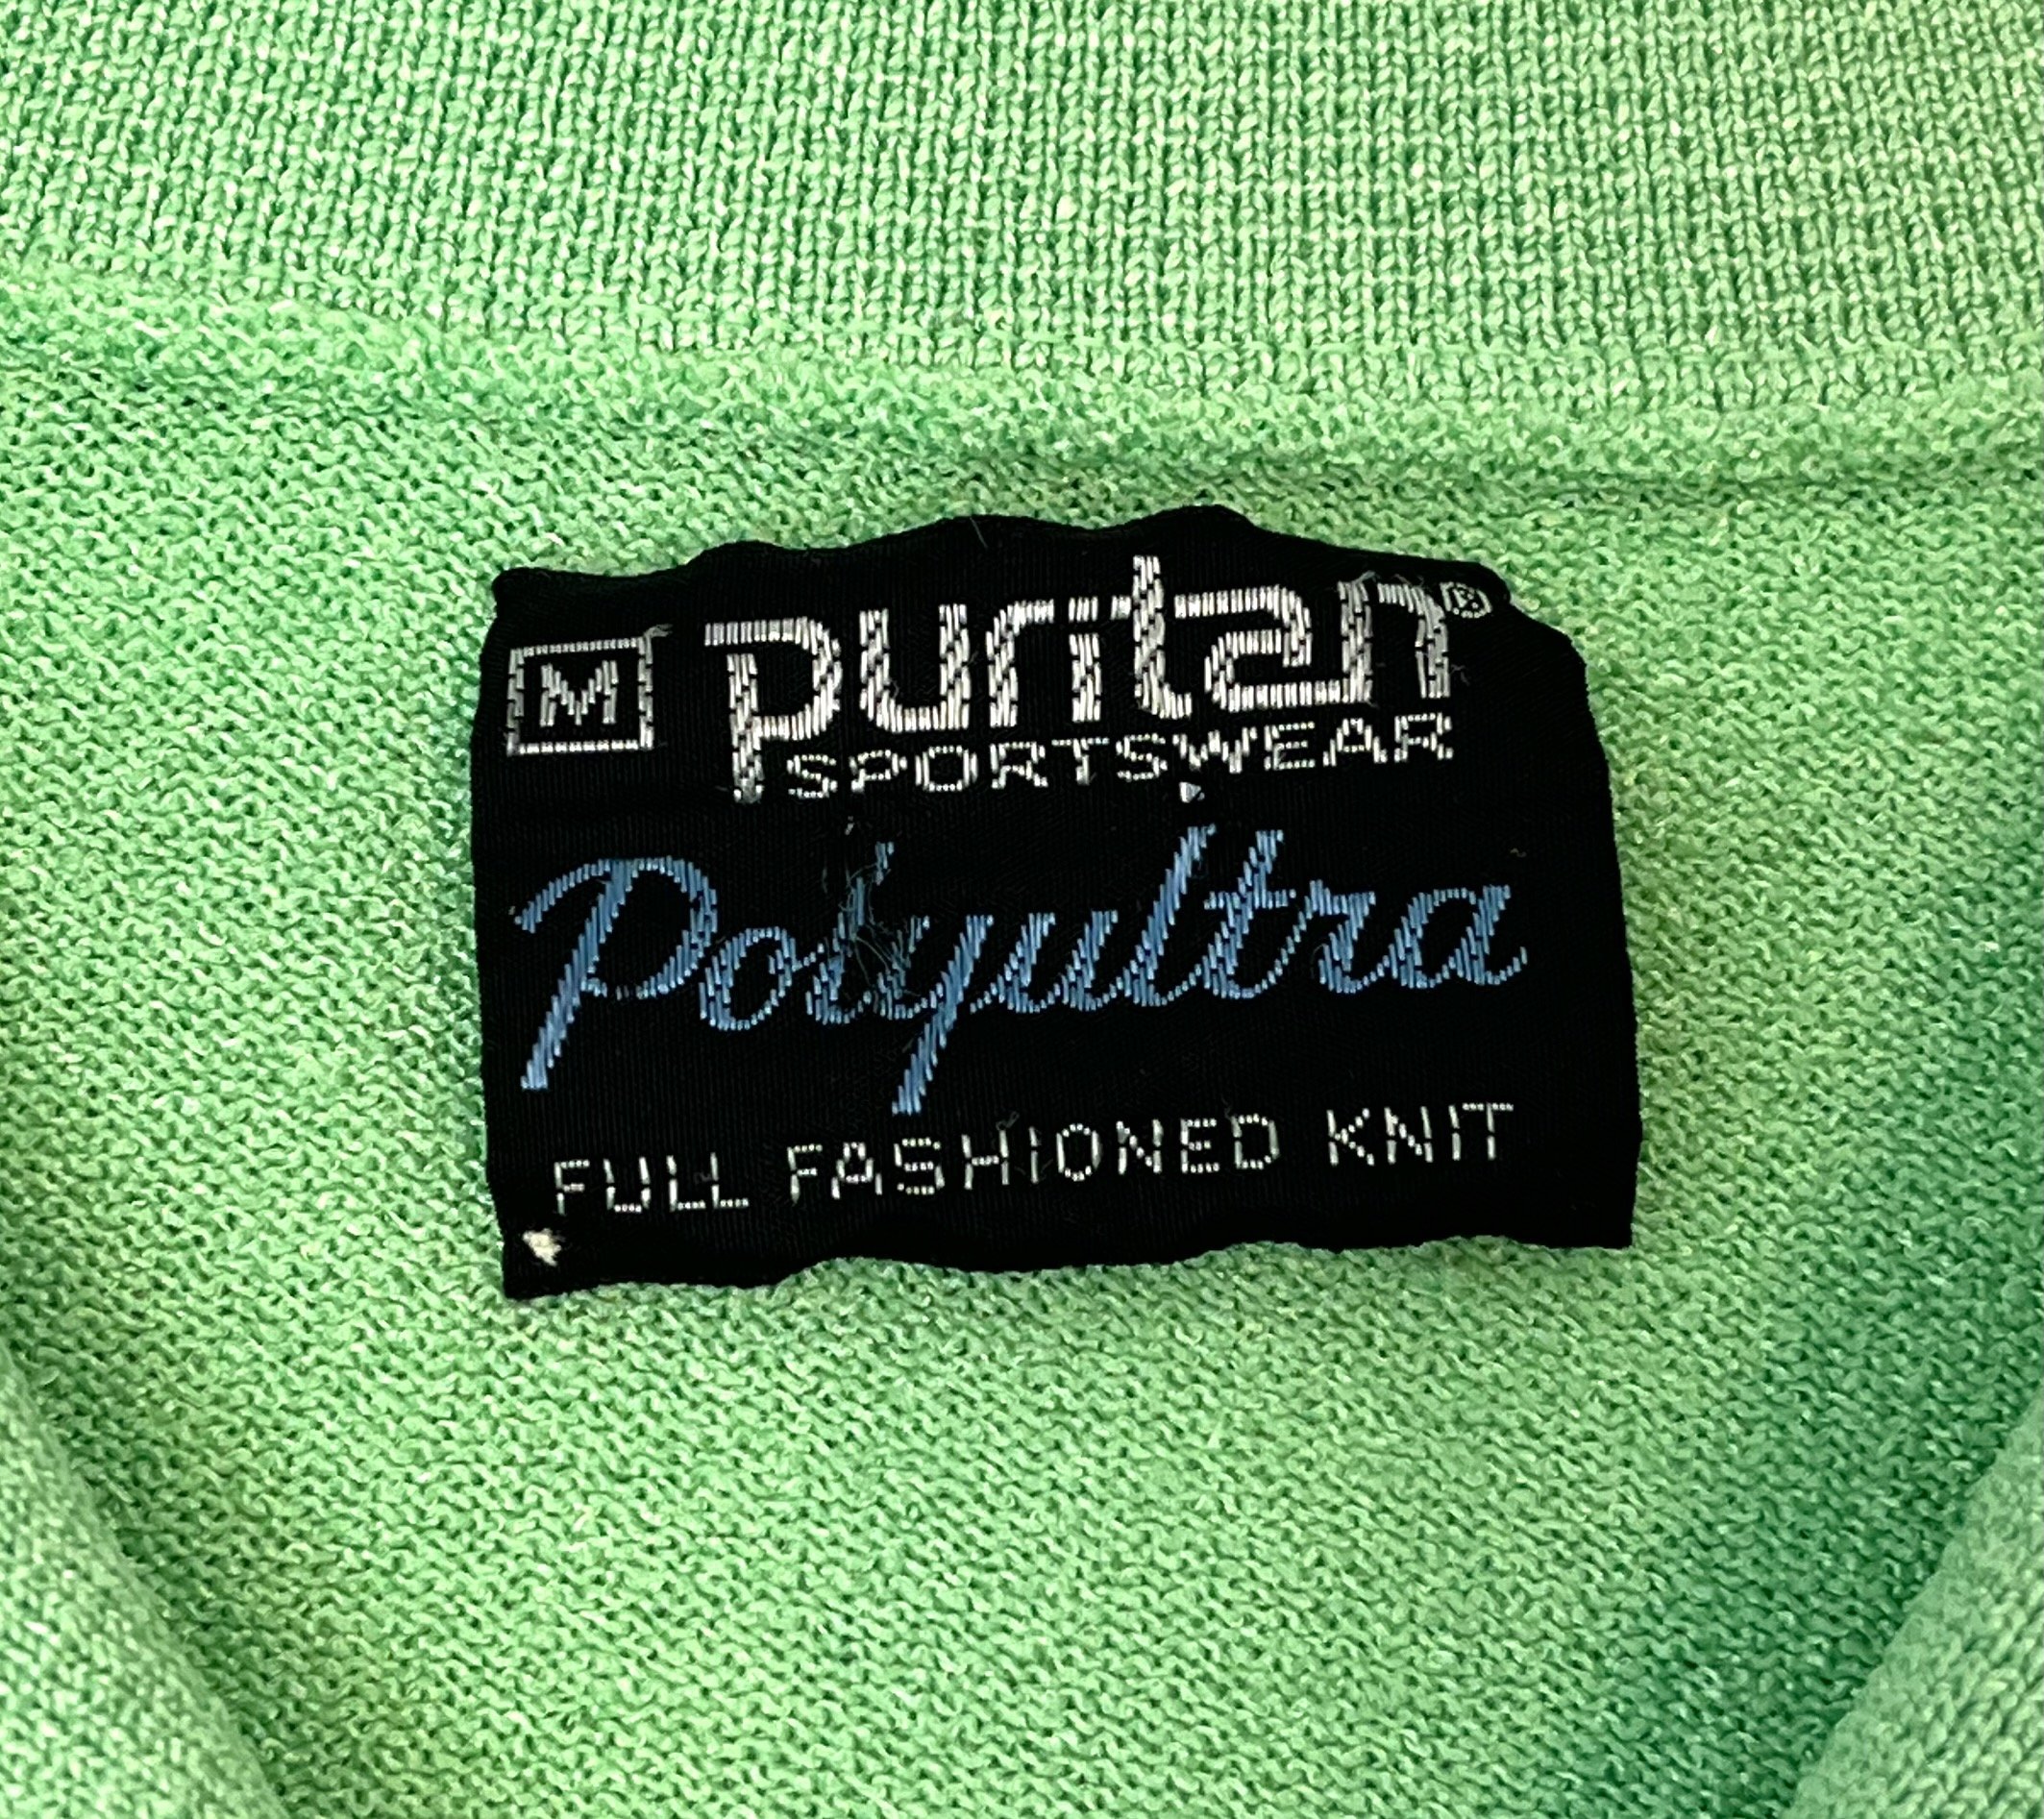 M puritan®
SPORTSWEAR
Polyultra
FULL FASHIONED KNIT